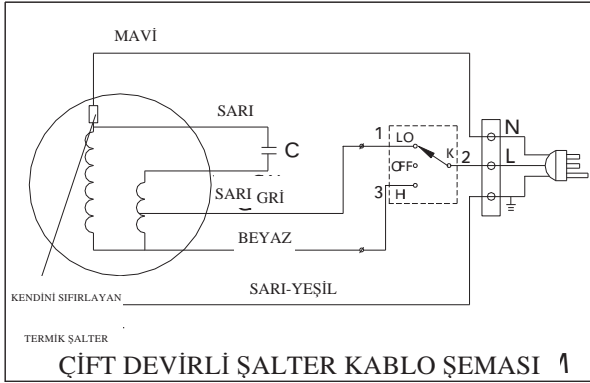 MAVİ
SARI
C
1
LO
K
2
N
L
OFF
3
H
SARI GRİ
BEYAZ
SARI-YEŞİL
KENDİNİ SIFIRLAYAN
TERMİK ŞALTER
ÇİFT DEVİRLİ ŞALTER KABLO ŞEMASI 1